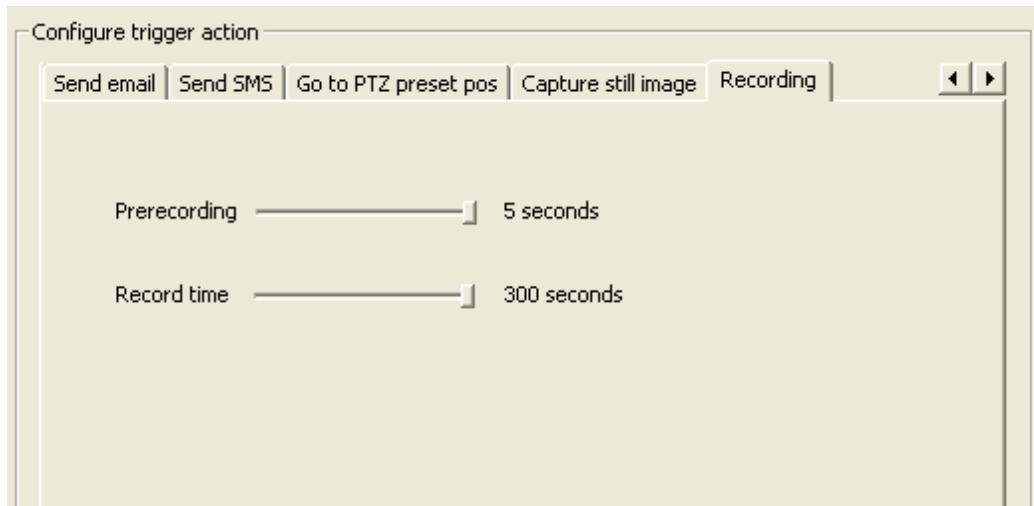 Configure trigger action
Send email Send SMS Go to PTZ preset pos Capture still image Recording
Prerecording 5 seconds
Record time 300 seconds